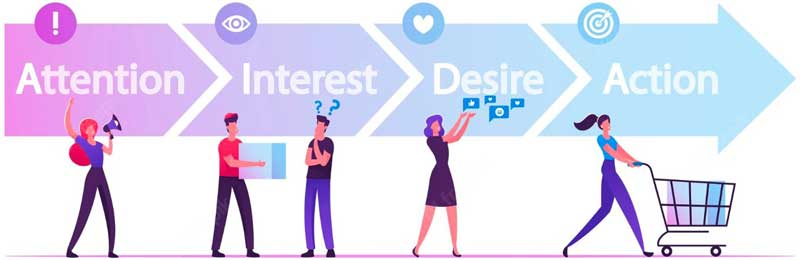 !
Attention Interest Desire Action
? ?